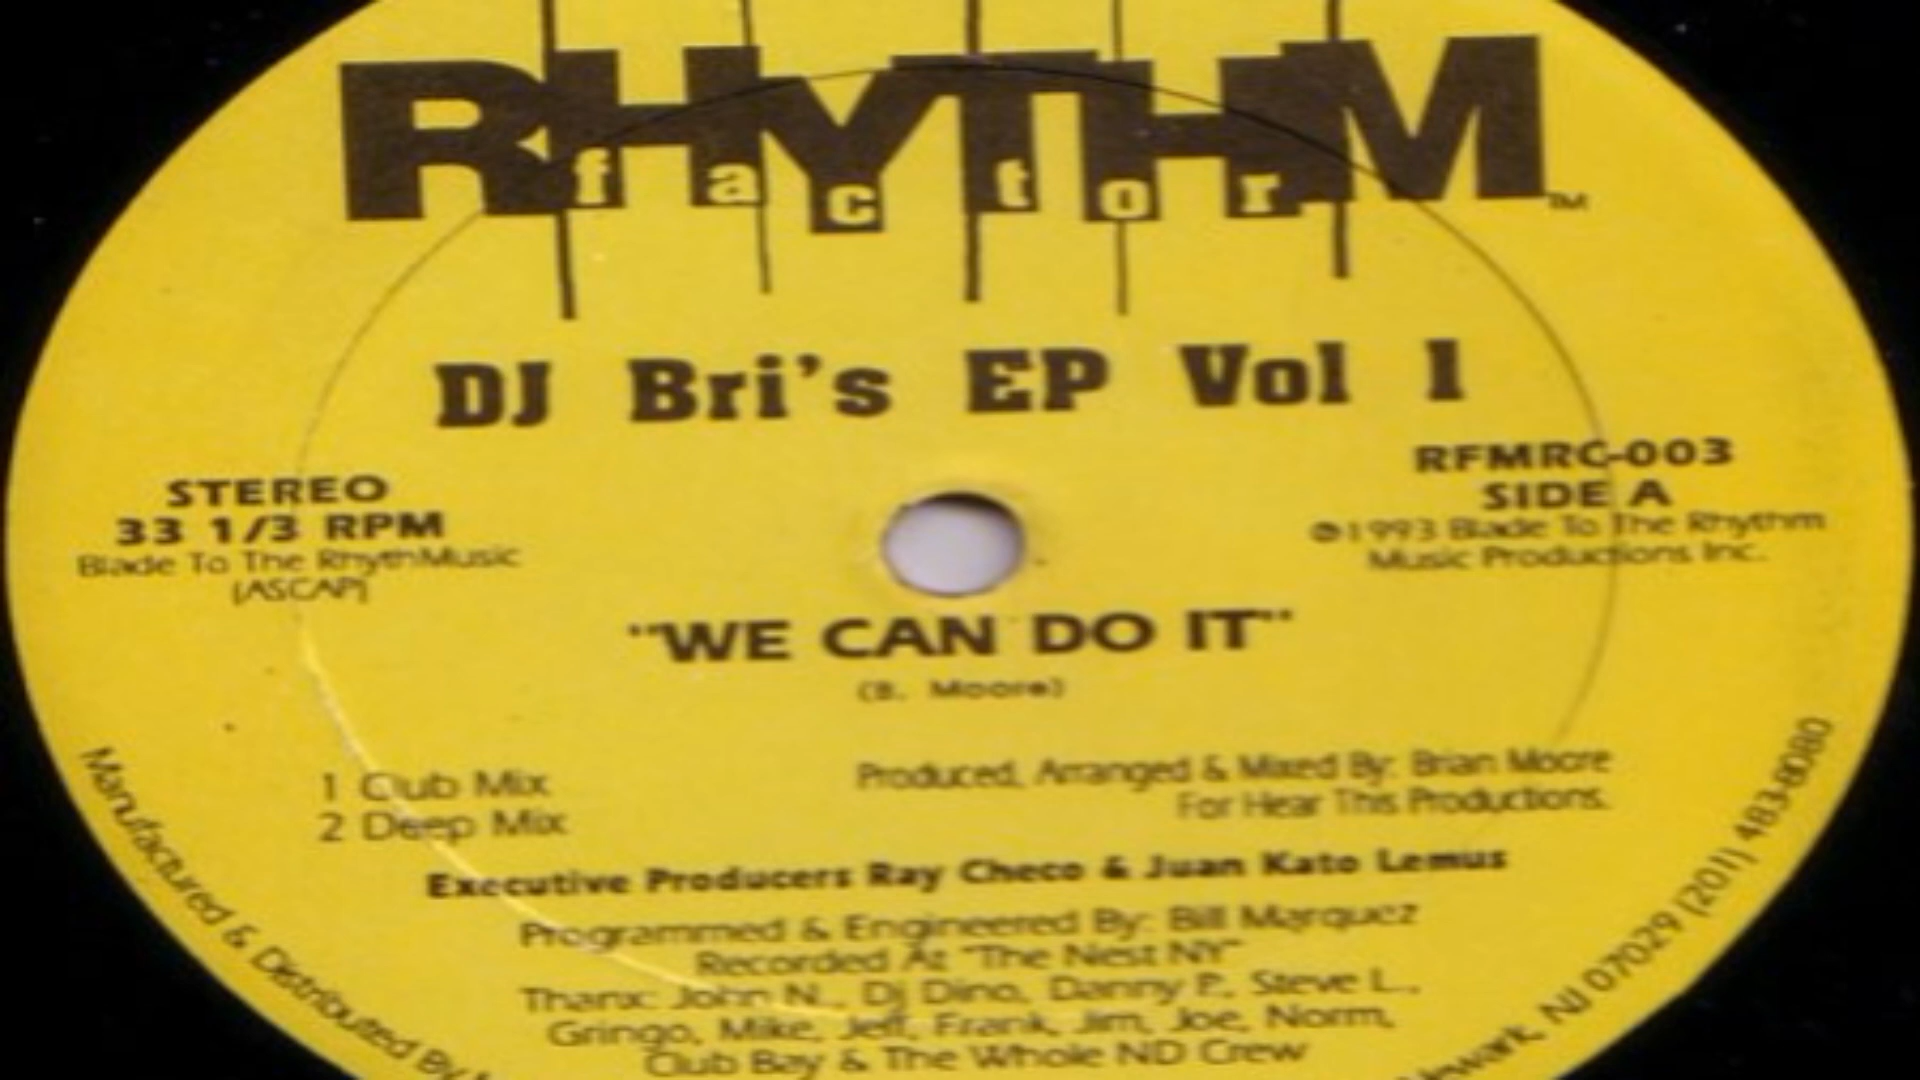 RHYTHM
factor
TM
DJ Bri's EP Vol 1
STEREO
33 1/3 RPM
Blade To The RhythMusic
(ASCAP)
RFMRC-003
SIDE A
℗1993 Blade To The Rhythm
Music Productions Inc.
"WE CAN DO IT"
(B. Moore)
1 Club Mix
2 Deep Mix
Produced, Arranged & Mixed By: Brian Moore
For Hear This Productions.
Executive Producers Ray Checo & Juan Kato Lemus
Programmed & Engineered By: Bill Marquez
Recorded At "The Nest NY"
Thanx: John N., Dj Dino, Danny P., Steve L.,
Gringo, Mike, Jeff, Frank, Jim, Joe, Norm,
Club Bay & The Whole ND Crew
Manufactured & Distributed By
NJ 07029 (201) 483-8080